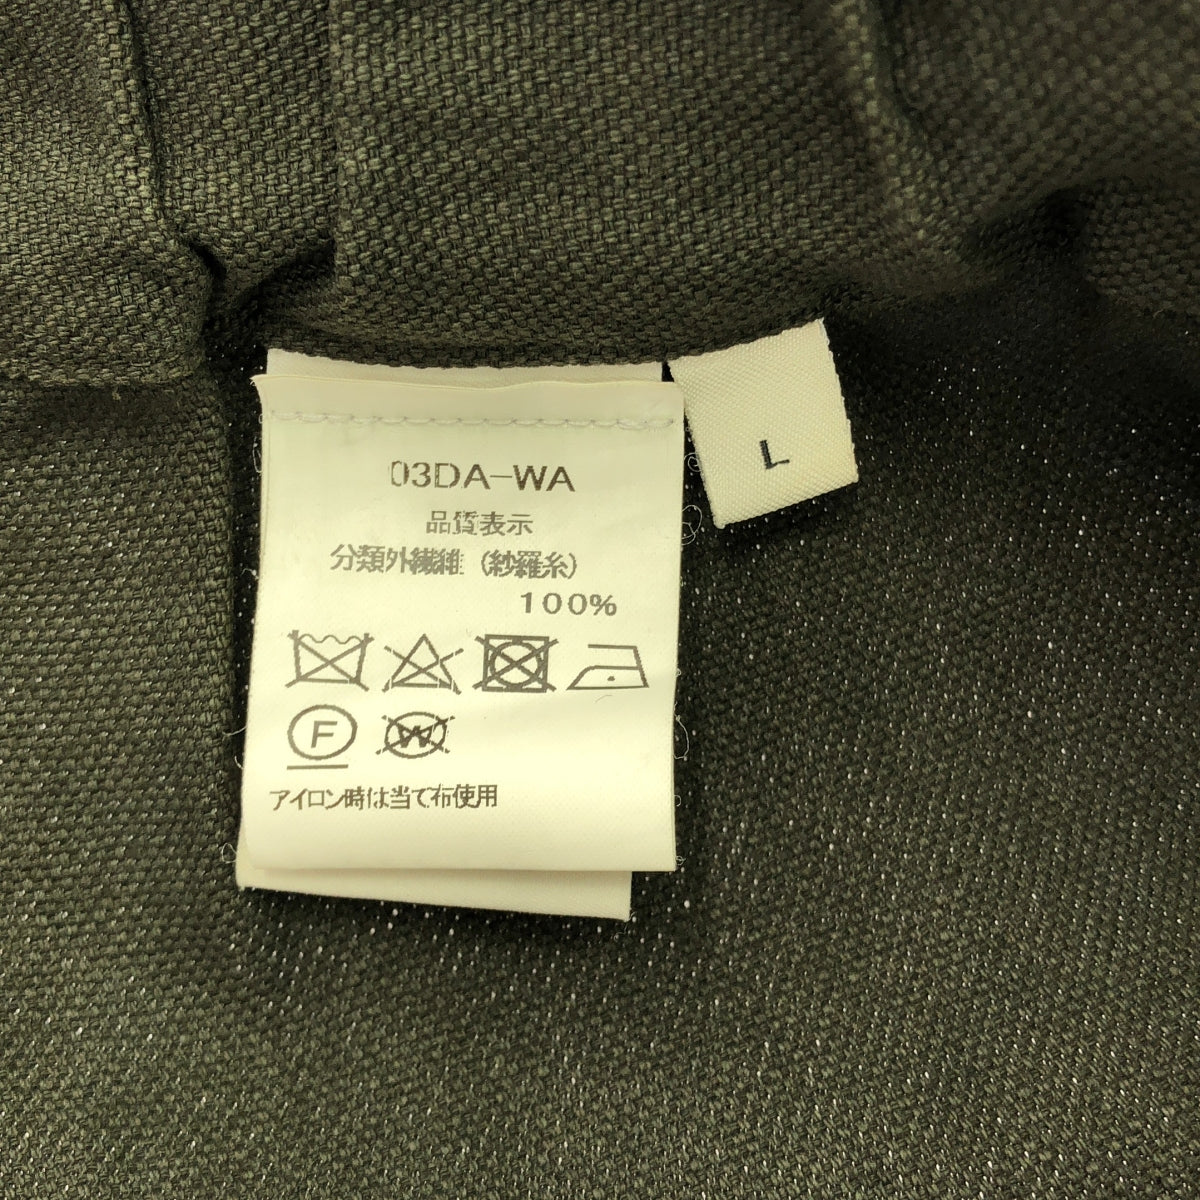 03DA-WA
品質表示
分類外繊維（紗羅糸）
100%
F
W
アイロン時は当て布使用
L